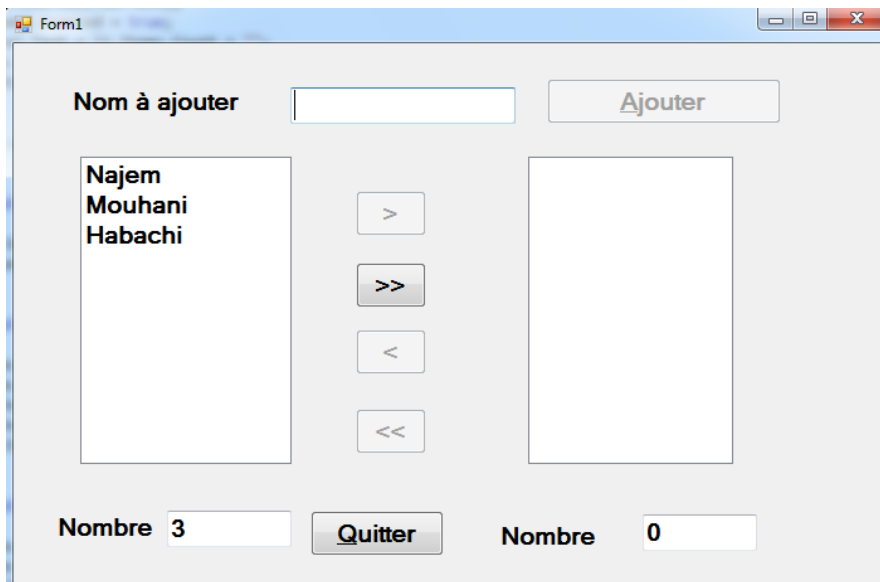 Form1
Nom à ajouter
Ajouter
Najem
Mouhani
Habachi
>
>>
<
<<
Nombre 3
Quitter
Nombre 0